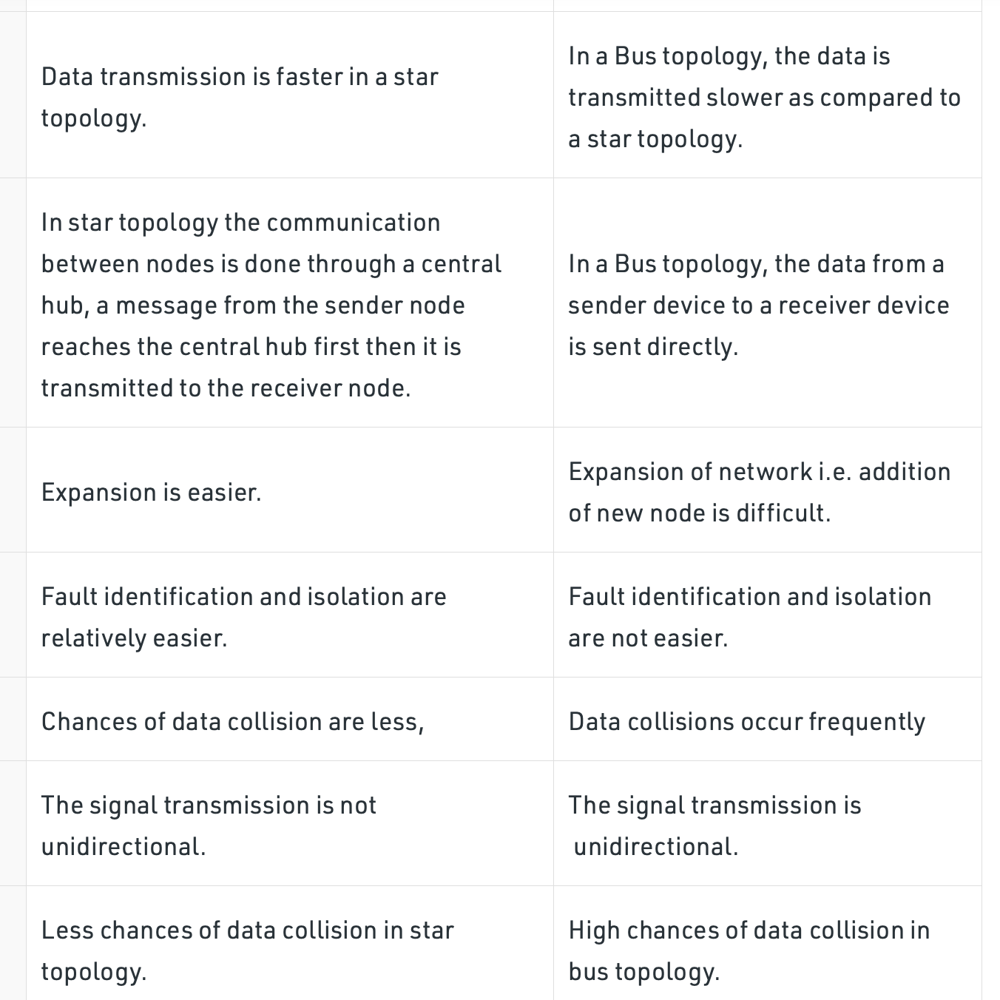 Data transmission is faster in a star
topology.
In a Bus topology, the data is
transmitted slower as compared to
a star topology.
In star topology the communication
between nodes is done through a central
hub, a message from the sender node
reaches the central hub first then it is
transmitted to the receiver node.
In a Bus topology, the data from a
sender device to a receiver device
is sent directly.
Expansion is easier.
Expansion of network i.e. addition
of new node is difficult.
Fault identification and isolation are
relatively easier.
Fault identification and isolation
are not easier.
Chances of data collision are less,
Data collisions occur frequently
The signal transmission is not
unidirectional.
The signal transmission is
unidirectional.
Less chances of data collision in star
topology.
High chances of data collision in
bus topology.